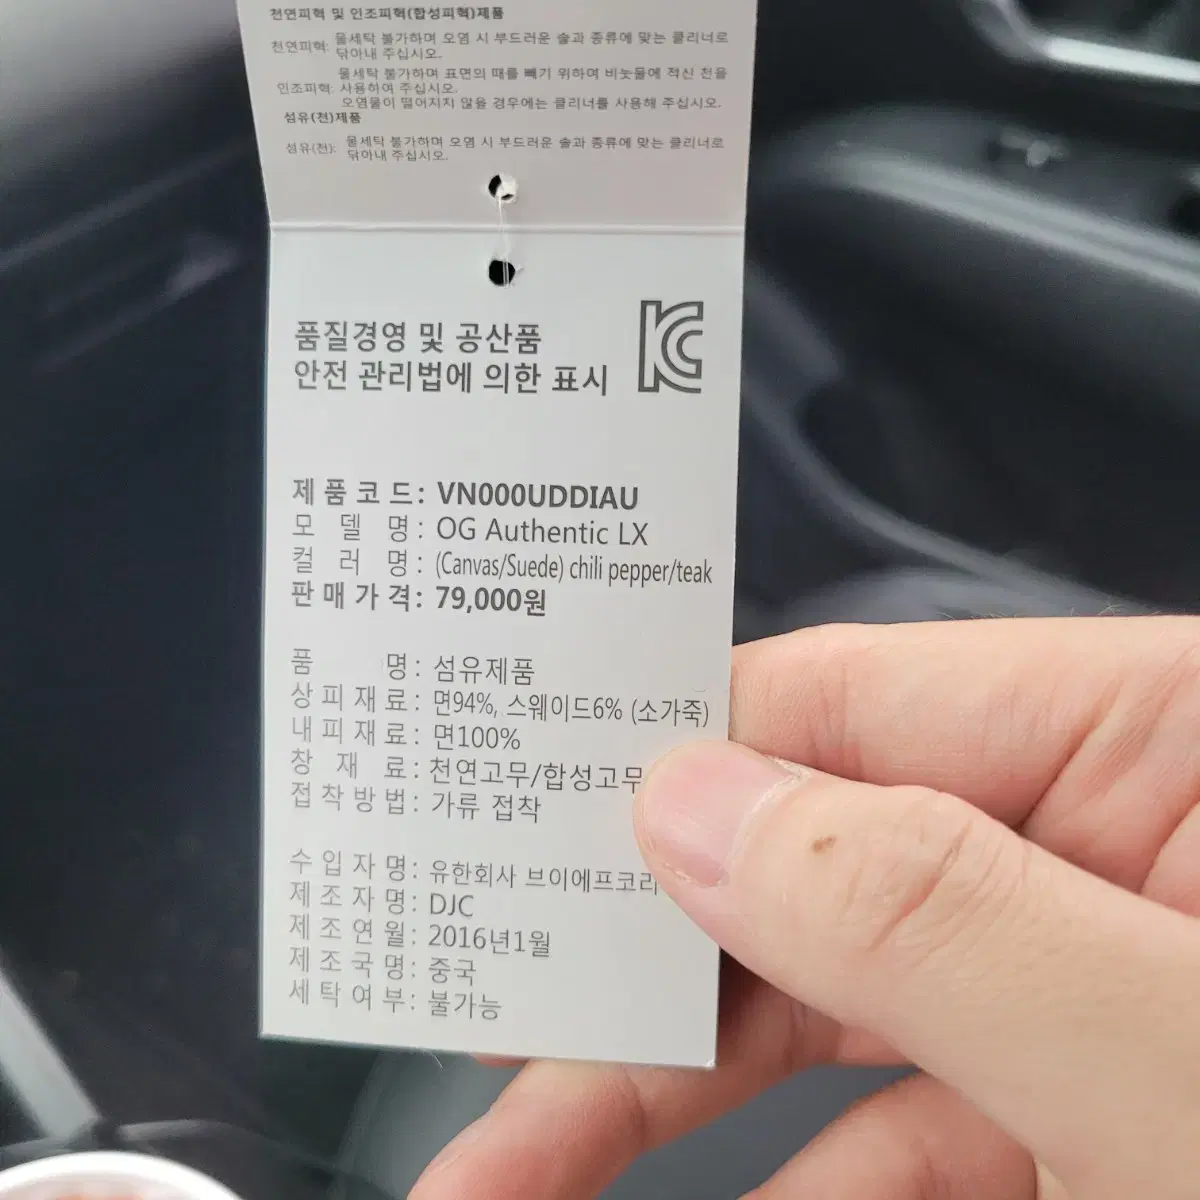 천연피혁 및 인조피혁(합성피혁)제품
천연피혁: 물세탁 불가하며 오염 시 부드러운 솔과 종류에 맞는 클리너로
닦아내 주십시오.
물세탁 불가하며 표면의 때를 빼기 위하며 비눗물에 적신 천을
인조피혁: 사용하여 주십시오.
오염물이 떨어지지 않을 경우에는 클리너를 사용해 주십시오.
섬유(천)제품
섬유(천): 물세탁 불가하며 오염 시 부드러운 솔과 종류에 맞는 클리너로
닦아내 주십시오.
품질경영 및 공산품
안전 관리법에 의한 표시
KC
제품코드: VN000UDDIAU
모델명: OG Authentic LX
컬러명: (Canvas/Suede) chili pepper/teak
판매가격: 79,000원
품명: 섬유제품
상피재료: 면94%, 스웨이드6% (소가죽)
내피재료: 면100%
창재료: 천연고무/합성고무
접착방법: 가류 접착
수입자명: 유한회사 브이에프코리
제조자명: DJC
제조연월: 2016년1월
제조국명: 중국
세탁여부: 불가능